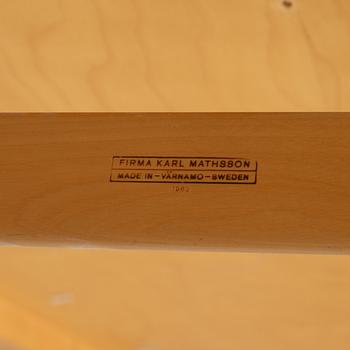 FIRMA KARL MATHSSON
MADE IN-VÄRNAMO-SWEDEN